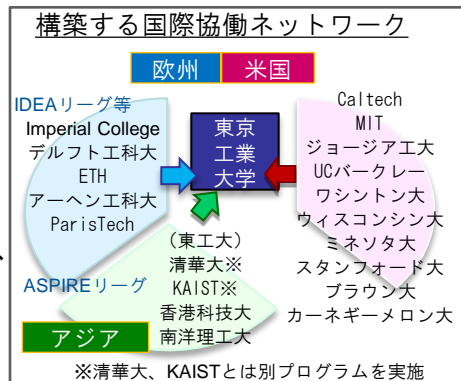 構築する国際協働ネットワーク
欧州 米国
IDEAリーグ等
Imperial College
デルフト工科大
ETH
アーヘン工科大
ParisTech
東京
工業
大学
Caltech
MIT
ジョージア工大
UCバークレー
ワシントン大
ウィスコンシン大
ミネソタ大
スタンフォード大
ブラウン大
カーネギーメロン大
ASPIREリーグ
(東工大)
清華大※
KAIST※
香港科技大
南洋理工大
アジア
※清華大、KAISTとは別プログラムを実施